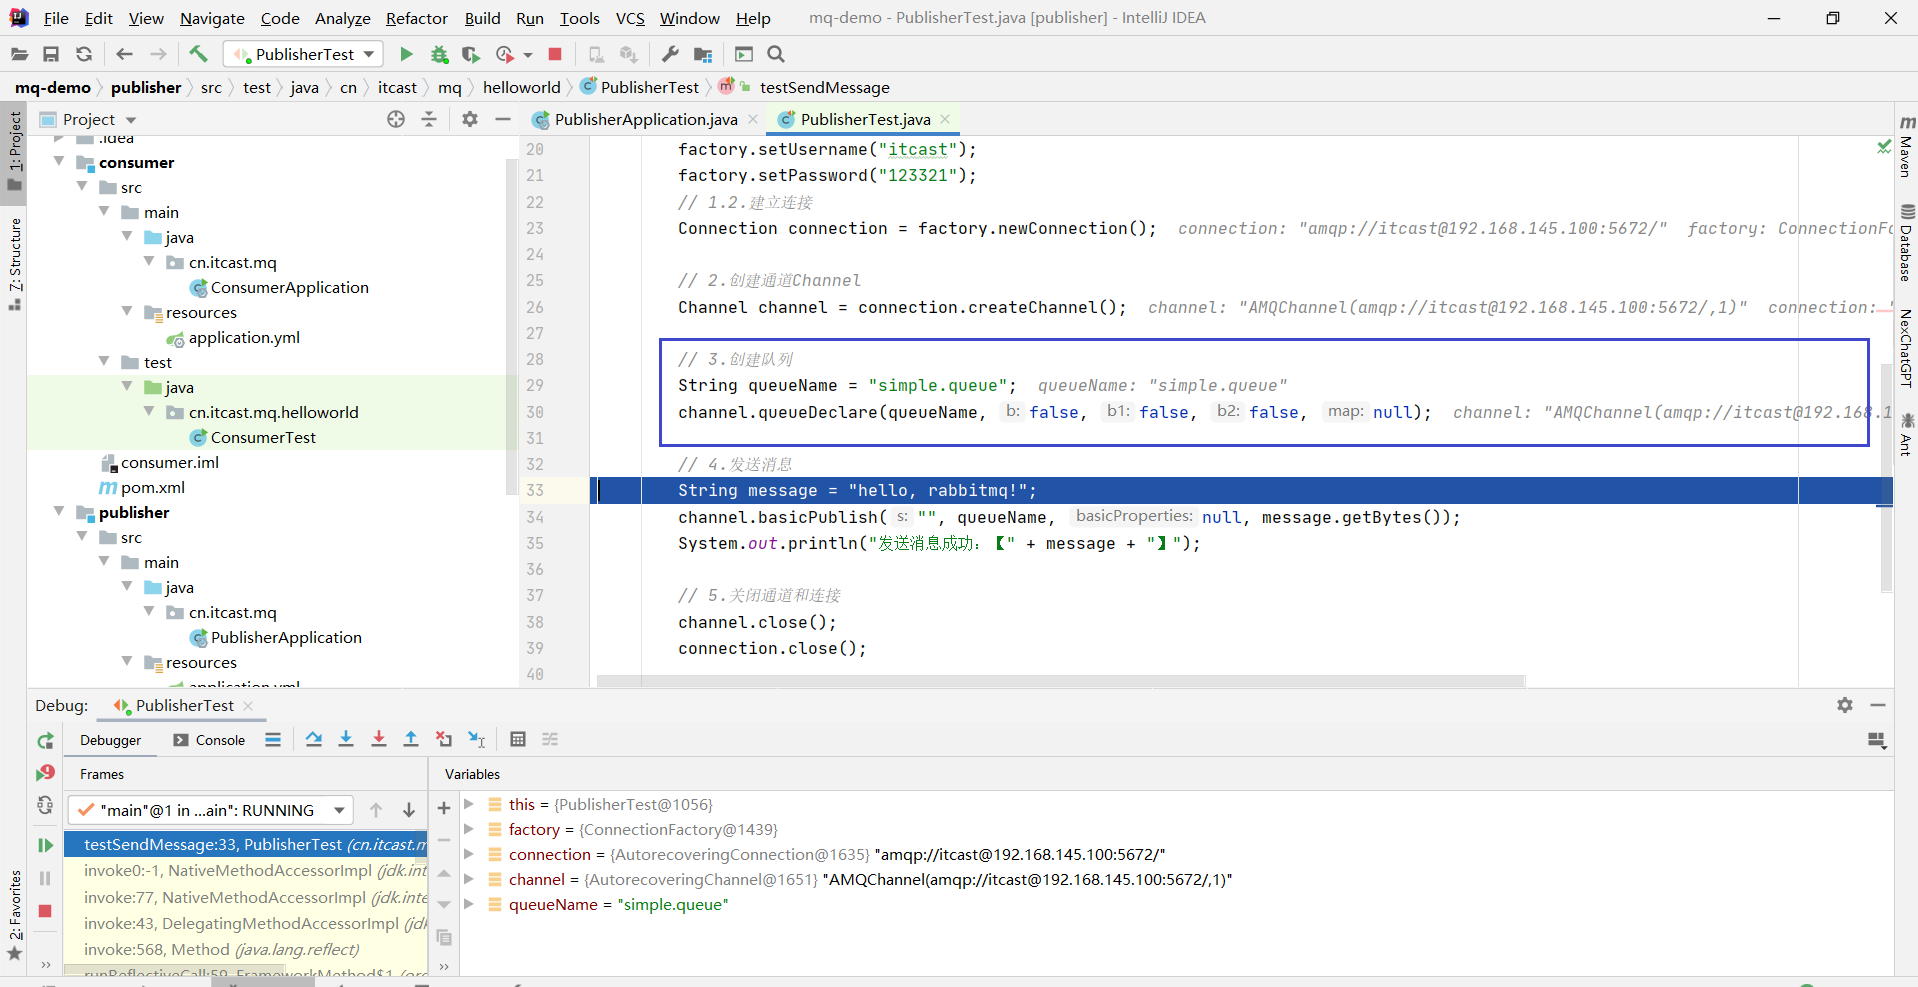 File Edit View Navigate Code Analyze Refactor Build Run Tools VCS Window Help mq-demo - PublisherTest.java [publisher] - IntelliJ IDEA
PublisherTest
mq-demo publisher src test java cn itcast mq helloworld PublisherTest testSendMessage
Project
PublisherApplication.java
PublisherTest.java
1: Project
7: Structure
2: Favorites
.idea
consumer
src
main
java
cn.itcast.mq
ConsumerApplication
resources
application.yml
test
java
cn.itcast.mq.helloworld
ConsumerTest
consumer.iml
pom.xml
publisher
src
main
java
cn.itcast.mq
PublisherApplication
resources
application.yml
20 factory.setUsername("itcast");
21 factory.setPassword("123321");
22 // 1.2.建立连接
23 Connection connection = factory.newConnection(); connection: "amqp://itcast@192.168.145.100:5672/" factory: ConnectionFa
24
25 // 2.创建通道Channel
26 Channel channel = connection.createChannel(); channel: "AMQChannel(amqp://itcast@192.168.145.100:5672/,1)" connection: "
27
28 // 3.创建队列
29 String queueName = "simple.queue"; queueName: "simple.queue"
30 channel.queueDeclare(queueName, b: false, b1: false, b2: false, map: null); channel: "AMQChannel(amqp://itcast@192.168.1
31
32 // 4.发送消息
33 String message = "hello, rabbitmq!";
34 channel.basicPublish( s: "", queueName, basicProperties: null, message.getBytes());
35 System.out.println("发送消息成功：【" + message + "】");
36
37 // 5.关闭通道和连接
38 channel.close();
39 connection.close();
40
Maven
Database
NexChatGPT
Ant
Debug: PublisherTest
Debugger Console
Frames
Variables
"main"@1 in ...ain": RUNNING
testSendMessage:33, PublisherTest (cn.itcast.m
invoke0:-1, NativeMethodAccessorImpl (jdk.int
invoke:77, NativeMethodAccessorImpl (jdk.inte
invoke:43, DelegatingMethodAccessorImpl (jdk
invoke:568, Method (java.lang.reflect)
runReflectiveCall:59, FrameworkMethod$1 (org
this = {PublisherTest@1056}
factory = {ConnectionFactory@1439}
connection = {AutorecoveringConnection@1635} "amqp://itcast@192.168.145.100:5672/"
channel = {AutorecoveringChannel@1651} "AMQChannel(amqp://itcast@192.168.145.100:5672/,1)"
queueName = "simple.queue"